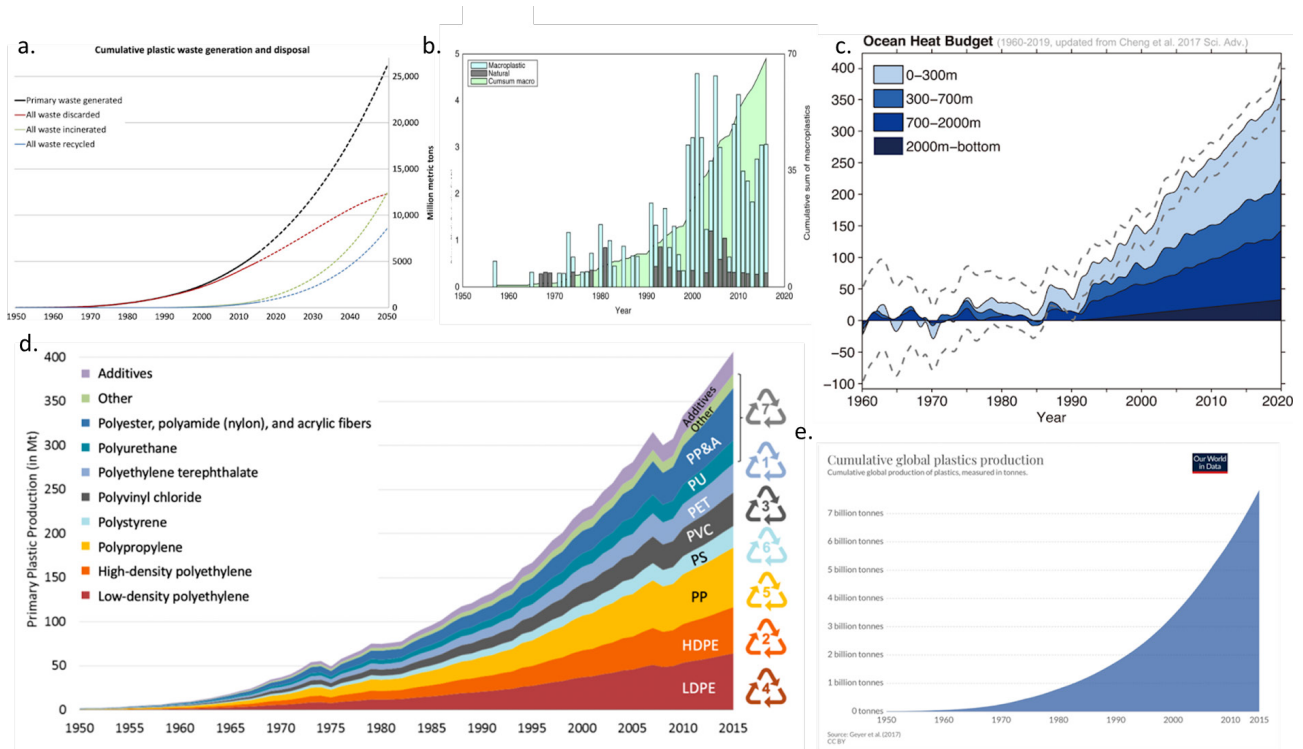 a.
Cumulative plastic waste generation and disposal
Primary waste generated
All waste discarded
All waste incinerated
All waste recycled
25,000
20,000
15,000
10,000
5000
0
Million metric tons
1950 1960 1970 1980 1990 2000 2010 2020 2030 2040 2050
b.
Macroplastic
Natural
Cumsum macro
5
4
3
2
1
0
70
35
0
Cumulative sum of macroplastics
1950 1960 1970 1980 1990 2000 2010 2020
Year
c.
Ocean Heat Budget (1960-2019, updated from Cheng et al. 2017 Sci. Adv.)
0-300m
300-700m
700-2000m
2000m-bottom
400
350
300
250
200
150
100
50
0
-50
-100
1960 1970 1980 1990 2000 2010 2020
Year
d.
Primary Plastic Production (in Mt)
400
350
300
250
200
150
100
50
0
Additives
Other
Polyester, polyamide (nylon), and acrylic fibers
Polyurethane
Polyethylene terephthalate
Polyvinyl chloride
Polystyrene
Polypropylene
High-density polyethylene
Low-density polyethylene
Additives
Other
PP&A
PU
PET
PVC
PS
PP
HDPE
LDPE
7
1
3
6
5
2
4
1950 1955 1960 1965 1970 1975 1980 1985 1990 1995 2000 2005 2010 2015
e.
Cumulative global plastics production
Cumulative global production of plastics, measured in tonnes.
Our World
in Data
7 billion tonnes
6 billion tonnes
5 billion tonnes
4 billion tonnes
3 billion tonnes
2 billion tonnes
1 billion tonnes
0 tonnes
1950 1960 1970 1980 1990 2000 2010 2015
Source: Geyer et al. (2017)
CC BY